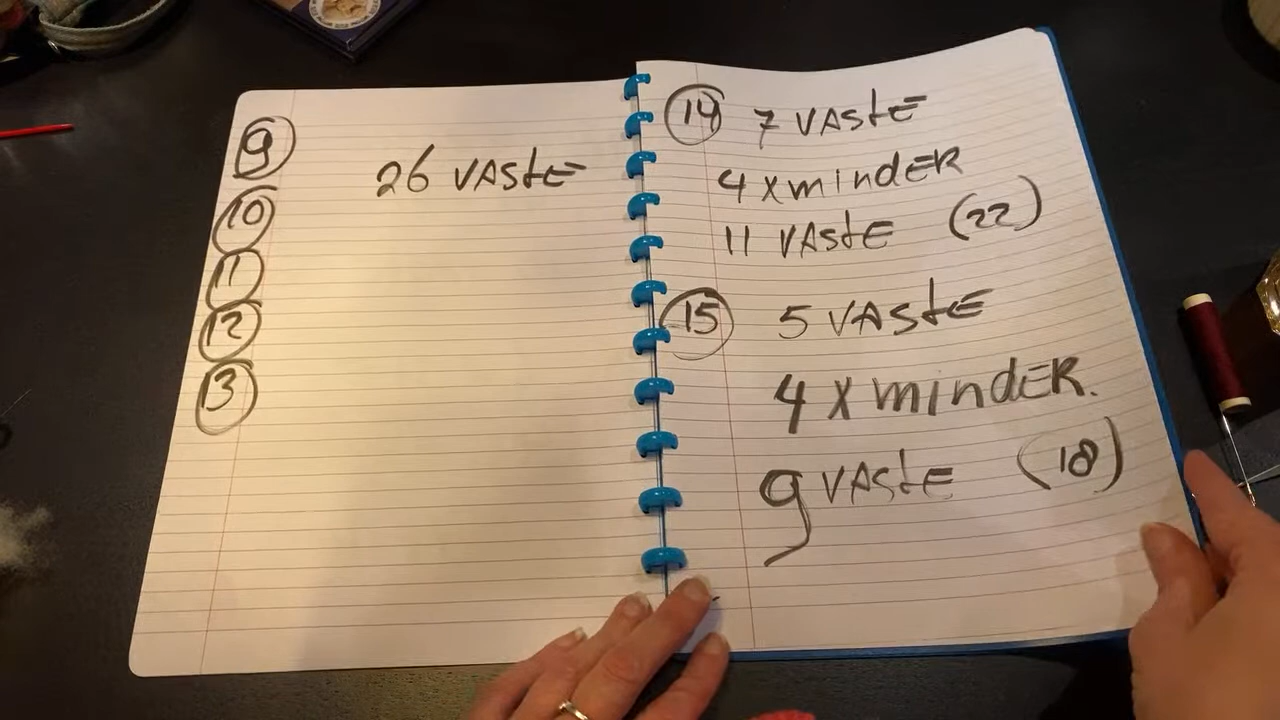 9
26 VASTE
10
11
12
3
14 7 VASTE
4 x MINDER
11 VASTE (22)
15 5 VASTE
4 X MINDER.
9 VASTE (18)